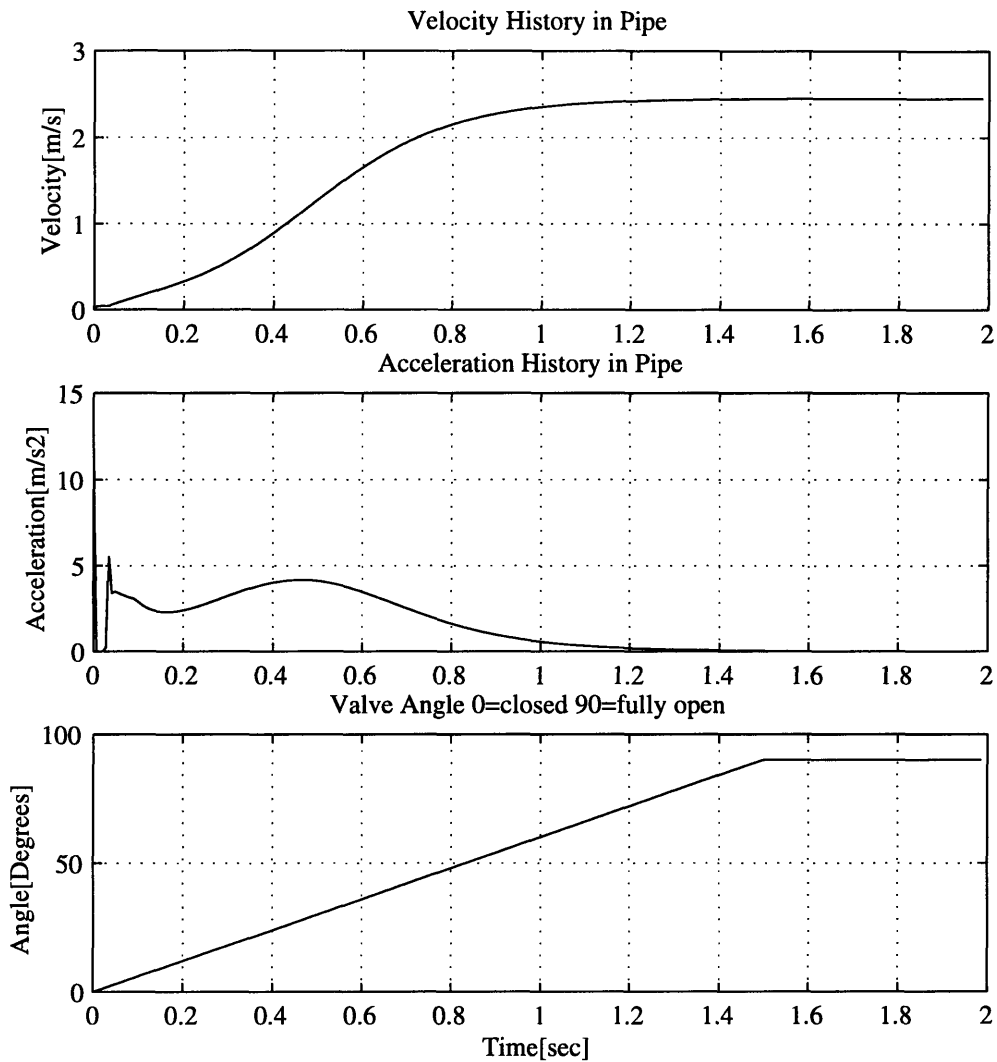 Velocity History in Pipe
3
2
1
0
Velocity[m/s]
0 0.2 0.4 0.6 0.8 1 1.2 1.4 1.6 1.8 2
Acceleration History in Pipe
15
10
5
0
Acceleration[m/s2]
0 0.2 0.4 0.6 0.8 1 1.2 1.4 1.6 1.8 2
Valve Angle 0=closed 90=fully open
100
50
0
Angle[Degrees]
0 0.2 0.4 0.6 0.8 1 1.2 1.4 1.6 1.8 2
Time[sec]